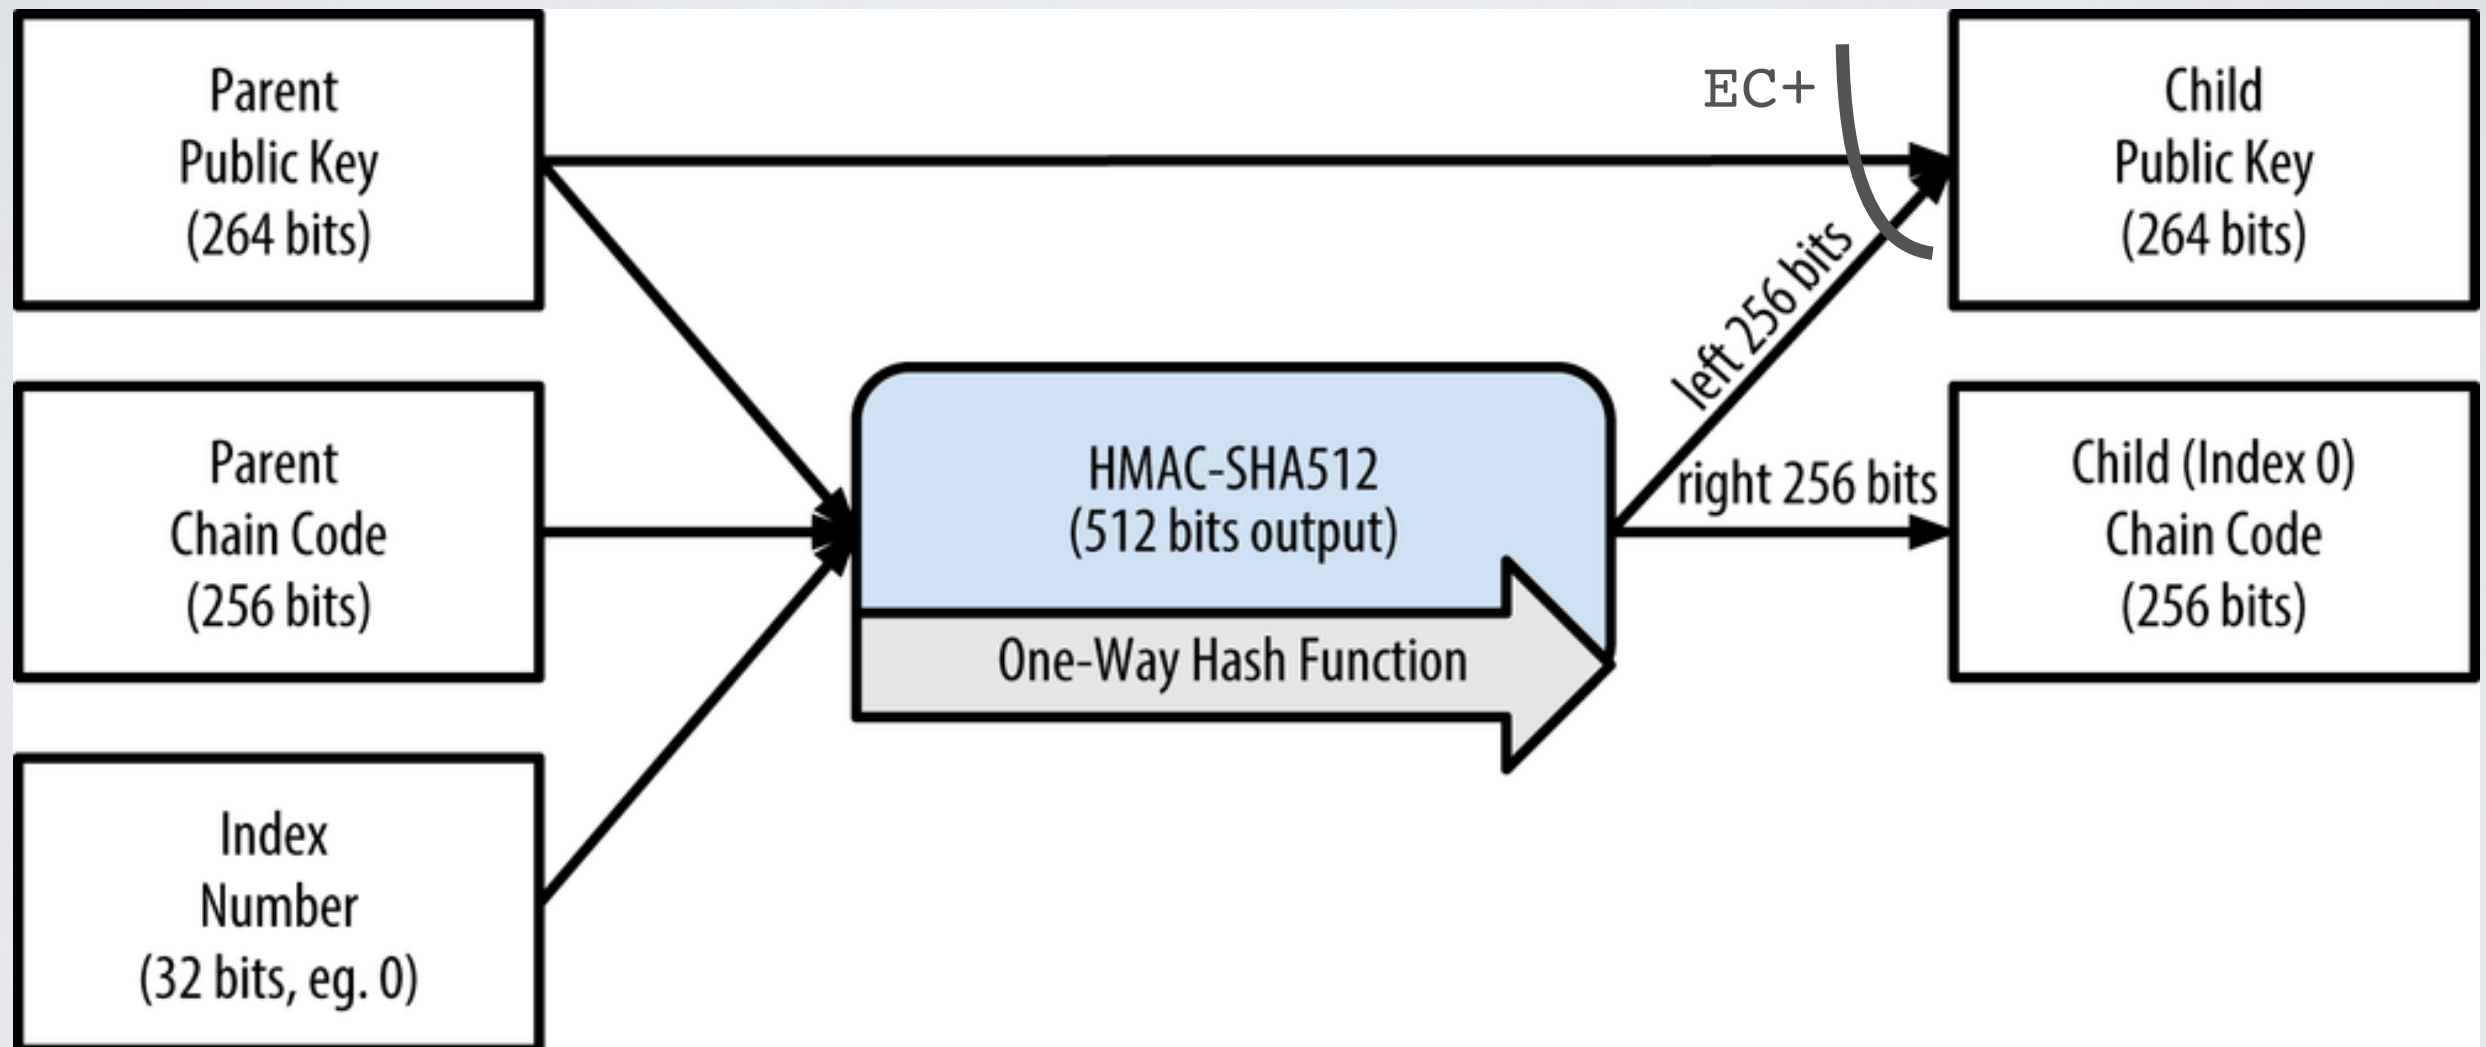 Parent
Public Key
(264 bits)
Parent
Chain Code
(256 bits)
Index
Number
(32 bits, eg. 0)
HMAC-SHA512
(512 bits output)
One-Way Hash Function
EC+
left 256 bits
right 256 bits
Child
Public Key
(264 bits)
Child (Index 0)
Chain Code
(256 bits)